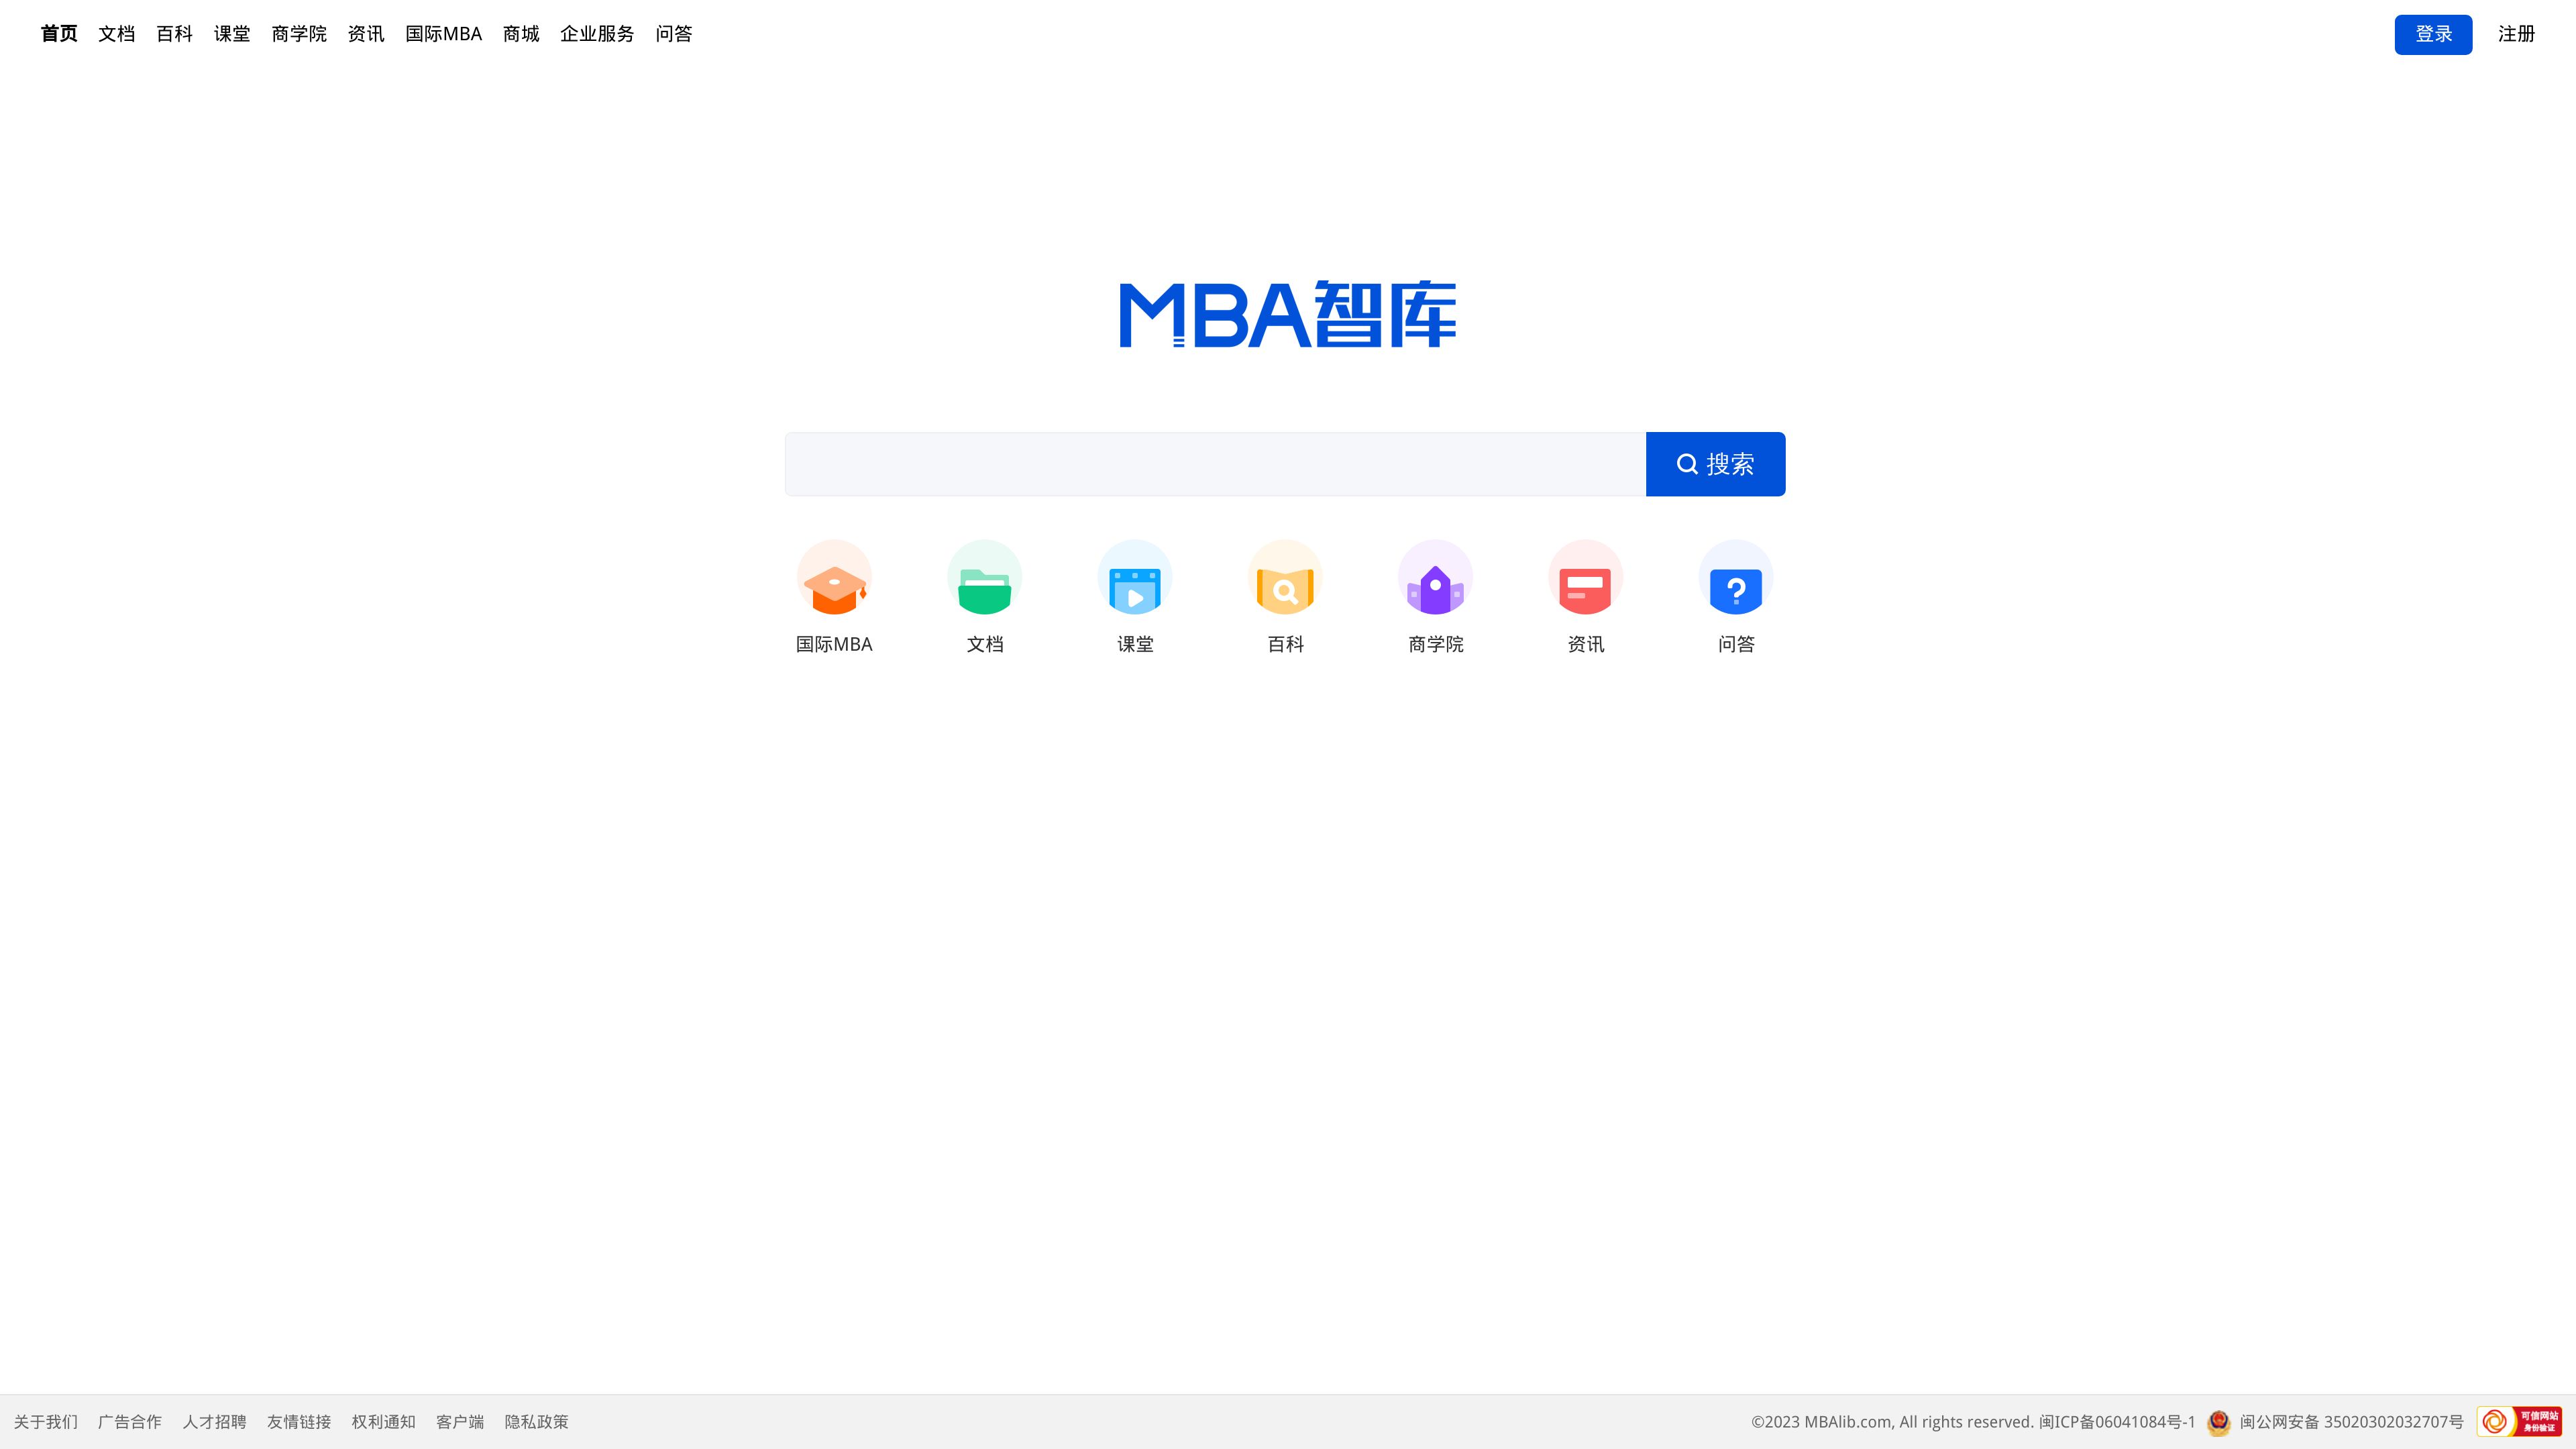 首页 文档 百科 课堂 商学院 资讯 国际MBA 商城 企业服务 问答 登录 注册
MBA智库
搜索
国际MBA 文档 课堂 百科 商学院 资讯 问答
关于我们 广告合作 人才招聘 友情链接 权利通知 客户端 隐私政策 ©2023 MBAlib.com, All rights reserved. 闽ICP备06041084号-1 闽公网安备 35020302032707号 可信网站
身份验证